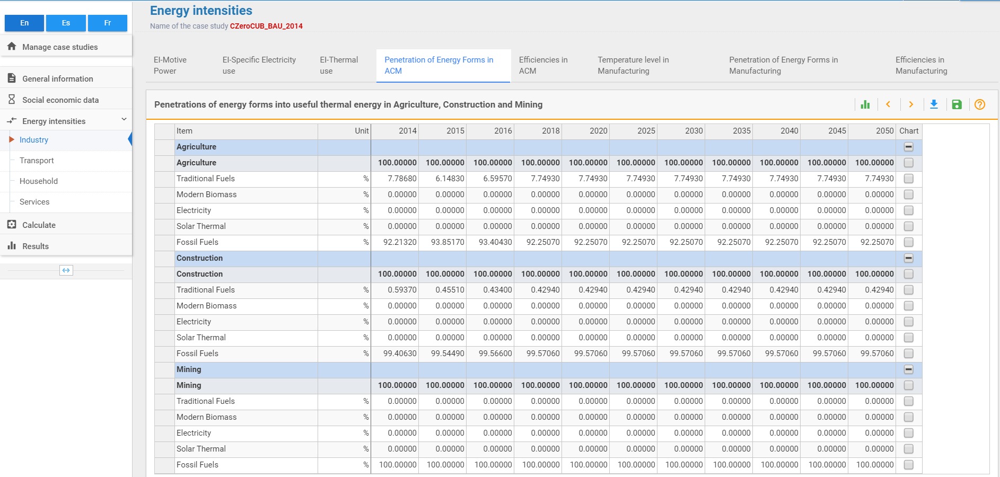 Energy intensities
Name of the case study CZeroCUB_BAU_2014
En Es Fr
Manage case studies
General information
Social economic data
Energy intensities
Industry
Transport
Household
Services
Calculate
Results
EI-Motive Power
EI-Specific Electricity use
EI-Thermal use
Penetration of Energy Forms in ACM
Efficiencies in ACM
Temperature level in Manufacturing
Penetration of Energy Forms in Manufacturing
Efficiencies in Manufacturing
Penetrations of energy forms into useful thermal energy in Agriculture, Construction and Mining
Item Unit 2014 2015 2016 2018 2020 2025 2030 2035 2040 2045 2050 Chart
Agriculture
Agriculture 100.00000 100.00000 100.00000 100.00000 100.00000 100.00000 100.00000 100.00000 100.00000 100.00000 100.00000
Traditional Fuels % 7.78680 6.14830 6.59570 7.74930 7.74930 7.74930 7.74930 7.74930 7.74930 7.74930 7.74930
Modern Biomass % 0.00000 0.00000 0.00000 0.00000 0.00000 0.00000 0.00000 0.00000 0.00000 0.00000 0.00000
Electricity % 0.00000 0.00000 0.00000 0.00000 0.00000 0.00000 0.00000 0.00000 0.00000 0.00000 0.00000
Solar Thermal % 0.00000 0.00000 0.00000 0.00000 0.00000 0.00000 0.00000 0.00000 0.00000 0.00000 0.00000
Fossil Fuels % 92.21320 93.85170 93.40430 92.25070 92.25070 92.25070 92.25070 92.25070 92.25070 92.25070 92.25070
Construction
Construction 100.00000 100.00000 100.00000 100.00000 100.00000 100.00000 100.00000 100.00000 100.00000 100.00000 100.00000
Traditional Fuels % 0.59370 0.45510 0.43400 0.42940 0.42940 0.42940 0.42940 0.42940 0.42940 0.42940 0.42940
Modern Biomass % 0.00000 0.00000 0.00000 0.00000 0.00000 0.00000 0.00000 0.00000 0.00000 0.00000 0.00000
Electricity % 0.00000 0.00000 0.00000 0.00000 0.00000 0.00000 0.00000 0.00000 0.00000 0.00000 0.00000
Solar Thermal % 0.00000 0.00000 0.00000 0.00000 0.00000 0.00000 0.00000 0.00000 0.00000 0.00000 0.00000
Fossil Fuels % 99.40630 99.54490 99.56600 99.57060 99.57060 99.57060 99.57060 99.57060 99.57060 99.57060 99.57060
Mining
Mining 100.00000 100.00000 100.00000 100.00000 100.00000 100.00000 100.00000 100.00000 100.00000 100.00000 100.00000
Traditional Fuels % 0.00000 0.00000 0.00000 0.00000 0.00000 0.00000 0.00000 0.00000 0.00000 0.00000 0.00000
Modern Biomass % 0.00000 0.00000 0.00000 0.00000 0.00000 0.00000 0.00000 0.00000 0.00000 0.00000 0.00000
Electricity % 0.00000 0.00000 0.00000 0.00000 0.00000 0.00000 0.00000 0.00000 0.00000 0.00000 0.00000
Solar Thermal % 0.00000 0.00000 0.00000 0.00000 0.00000 0.00000 0.00000 0.00000 0.00000 0.00000 0.00000
Fossil Fuels % 100.00000 100.00000 100.00000 100.00000 100.00000 100.00000 100.00000 100.00000 100.00000 100.00000 100.00000